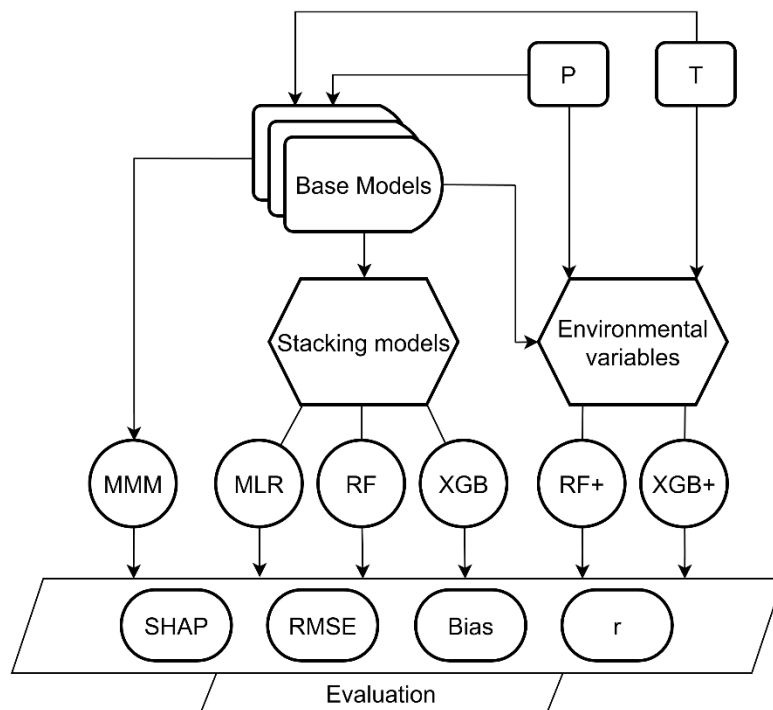 P
T
Base Models
Stacking models
Environmental
variables
MMM
MLR
RF
XGB
RF+
XGB+
SHAP
RMSE
Bias
r
Evaluation